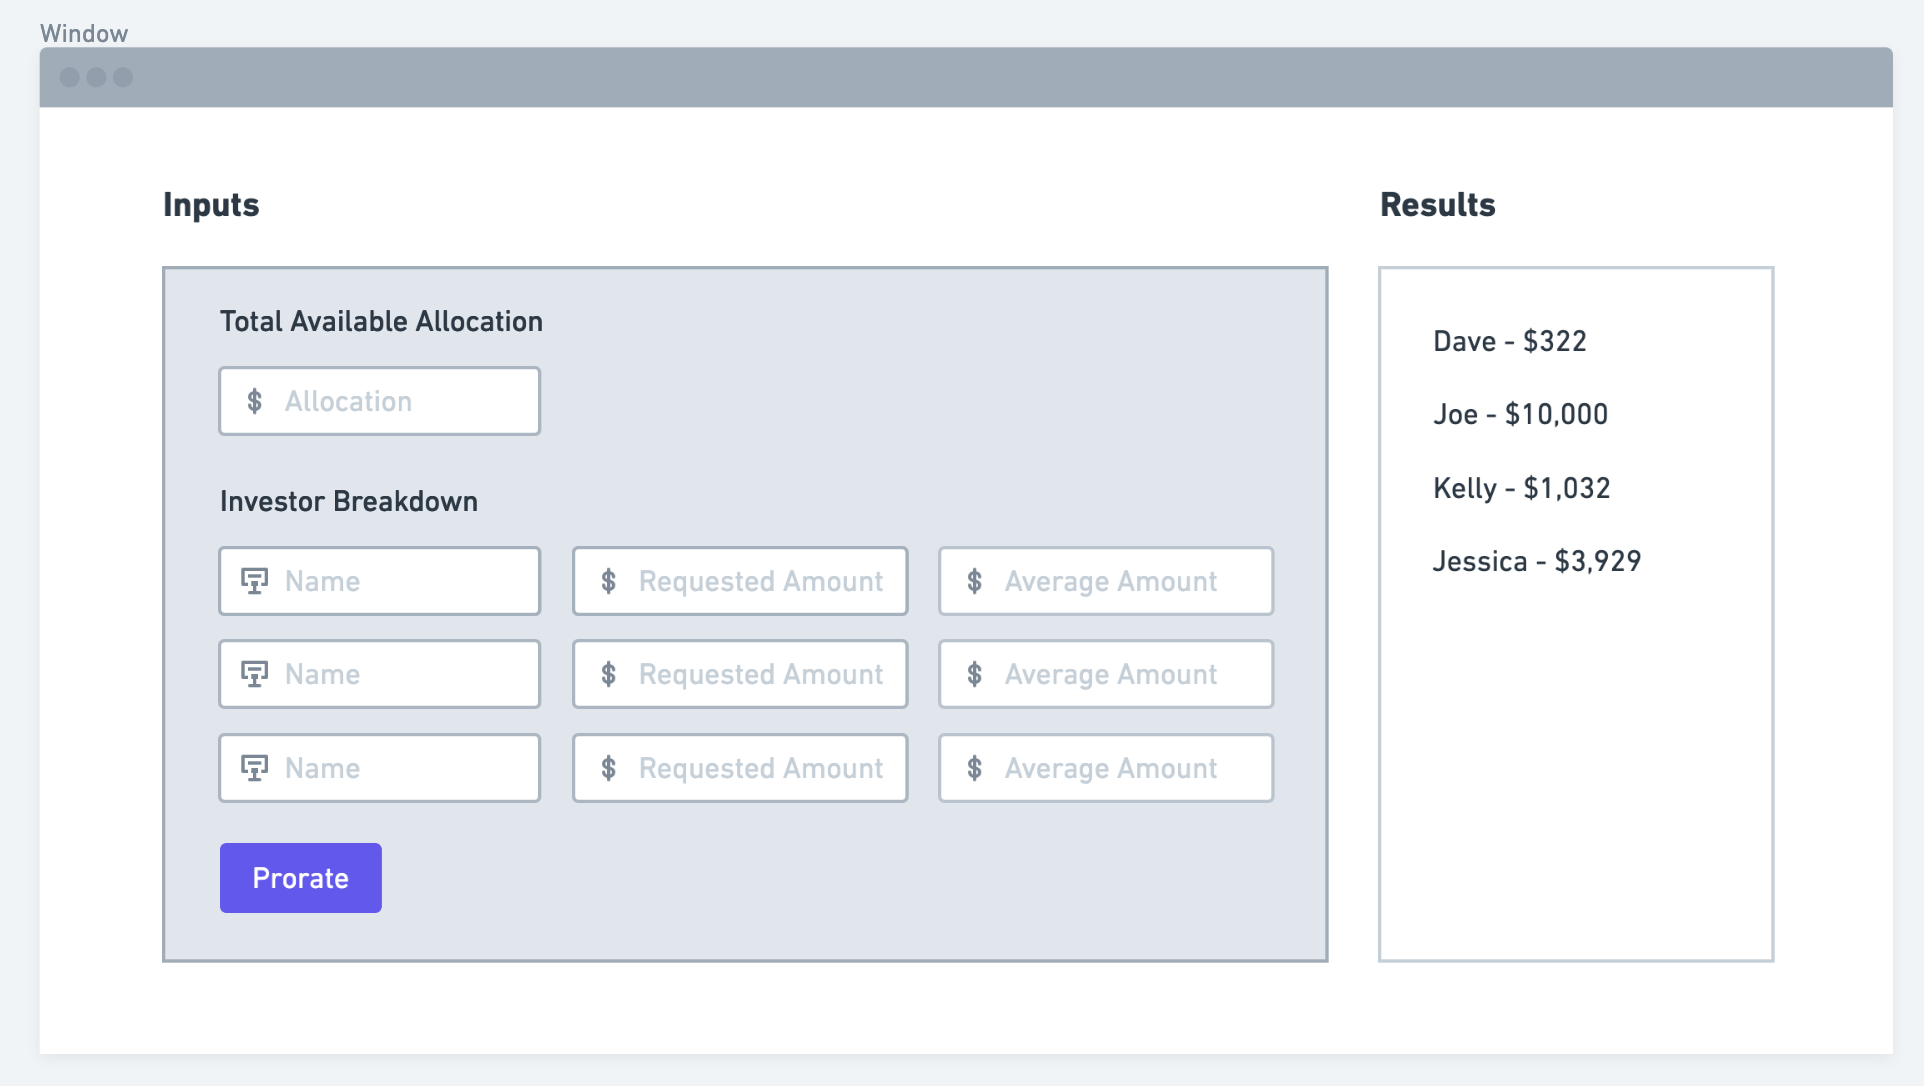 Window
Inputs
Total Available Allocation
$ Allocation
Investor Breakdown
Name $ Requested Amount $ Average Amount
Name $ Requested Amount $ Average Amount
Name $ Requested Amount $ Average Amount
Prorate
Results
Dave - $322
Joe - $10,000
Kelly - $1,032
Jessica - $3,929